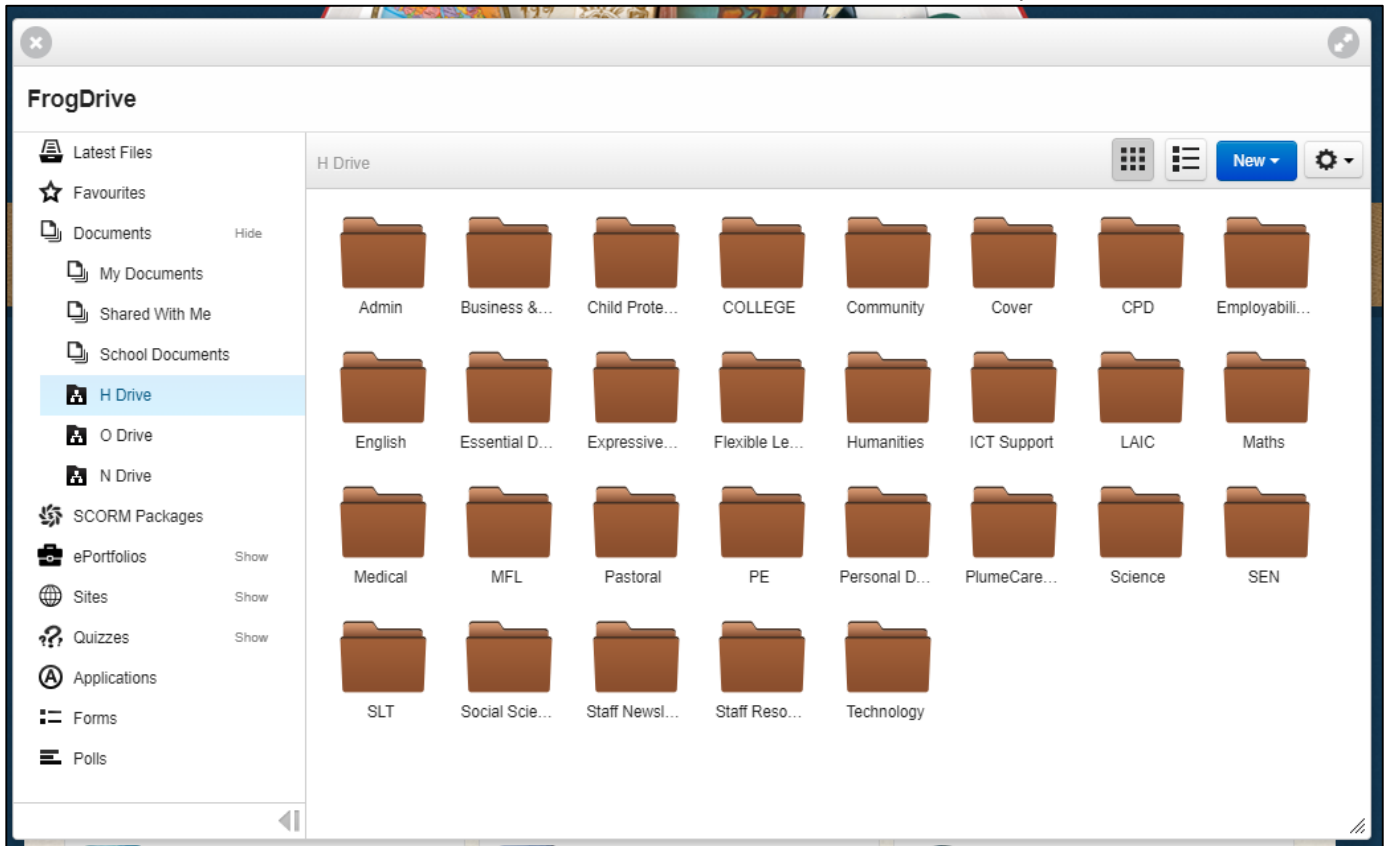 FrogDrive
Latest Files
Favourites
Documents Hide
My Documents
Shared With Me
School Documents
H Drive
O Drive
N Drive
SCORM Packages
ePortfolios Show
Sites Show
Quizzes Show
Applications
Forms
Polls
H Drive New
Admin Business &... Child Prote... COLLEGE Community Cover CPD Employabili...
English Essential D... Expressive... Flexible Le... Humanities ICT Support LAIC Maths
Medical MFL Pastoral PE Personal D... PlumeCare... Science SEN
SLT Social Scie... Staff Newsl... Staff Reso... Technology